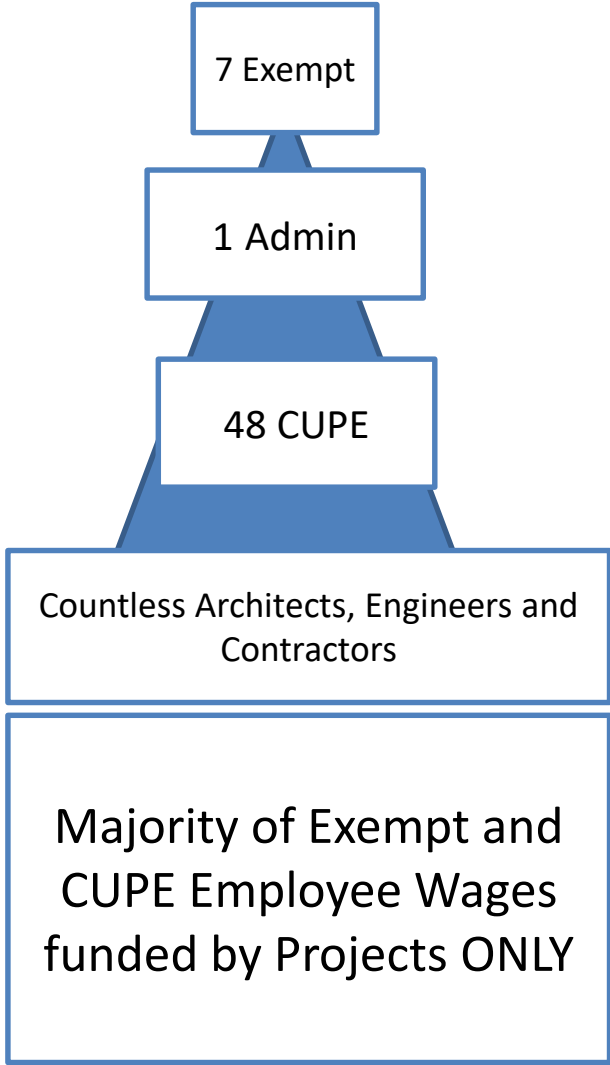 7 Exempt
1 Admin
48 CUPE
Countless Architects, Engineers and
Contractors
Majority of Exempt and
CUPE Employee Wages
funded by Projects ONLY